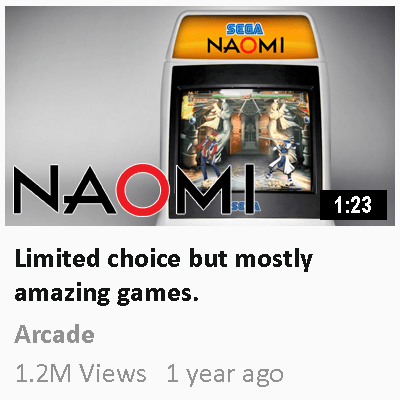 SEGA
NAOMI
NAOMI
SEGA
1:23
Limited choice but mostly
amazing games.
Arcade
1.2M Views 1 year ago